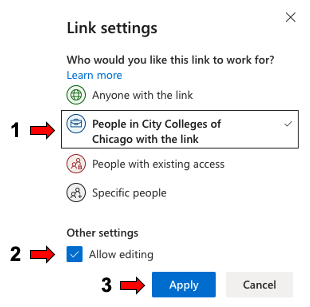 Link settings
Who would you like this link to work for?
Learn more
Anyone with the link
1
People in City Colleges of
Chicago with the link
People with existing access
Specific people
Other settings
2
Allow editing
3
Apply
Cancel